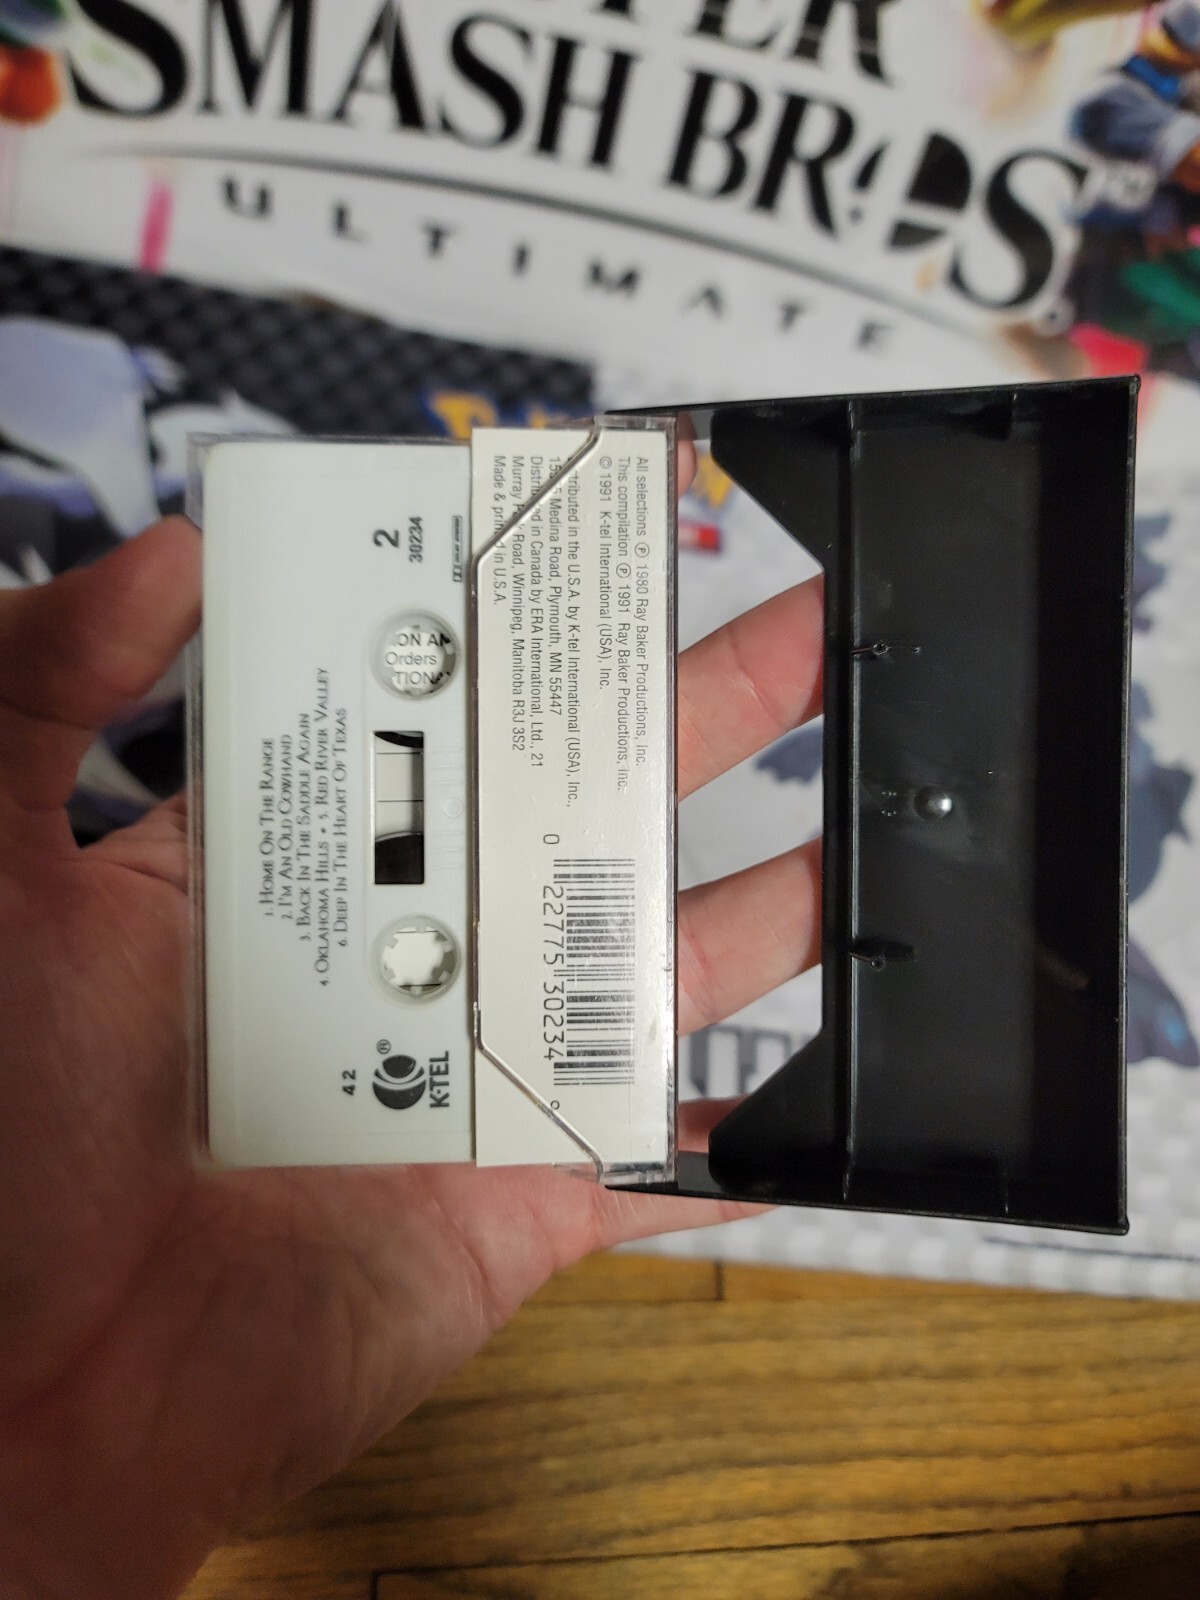 SMASH BROS
ULTIMATE
2
30234
ON AN
Orders
TION
1. HOME ON THE RANGE
2. I'M AN OLD COWHAND
3. BACK IN THE SADDLE AGAIN
4. OKLAHOMA HILLS • 5. RED RIVER VALLEY
6. DEEP IN THE HEART OF TEXAS
42
®
K-TEL
All selections ℗ 1980 Ray Baker Productions, Inc.
This compilation ℗ 1991 Ray Baker Productions, Inc.
© 1991 K-tel International (USA), Inc.
Distributed in the U.S.A. by K-tel International (USA), Inc.,
Medina Road, Plymouth, MN 55447
Distributed in Canada by ERA International, Ltd., 21
Murray Park Road, Winnipeg, Manitoba R3J 3S2
Made & printed in U.S.A.
0 22775 30234